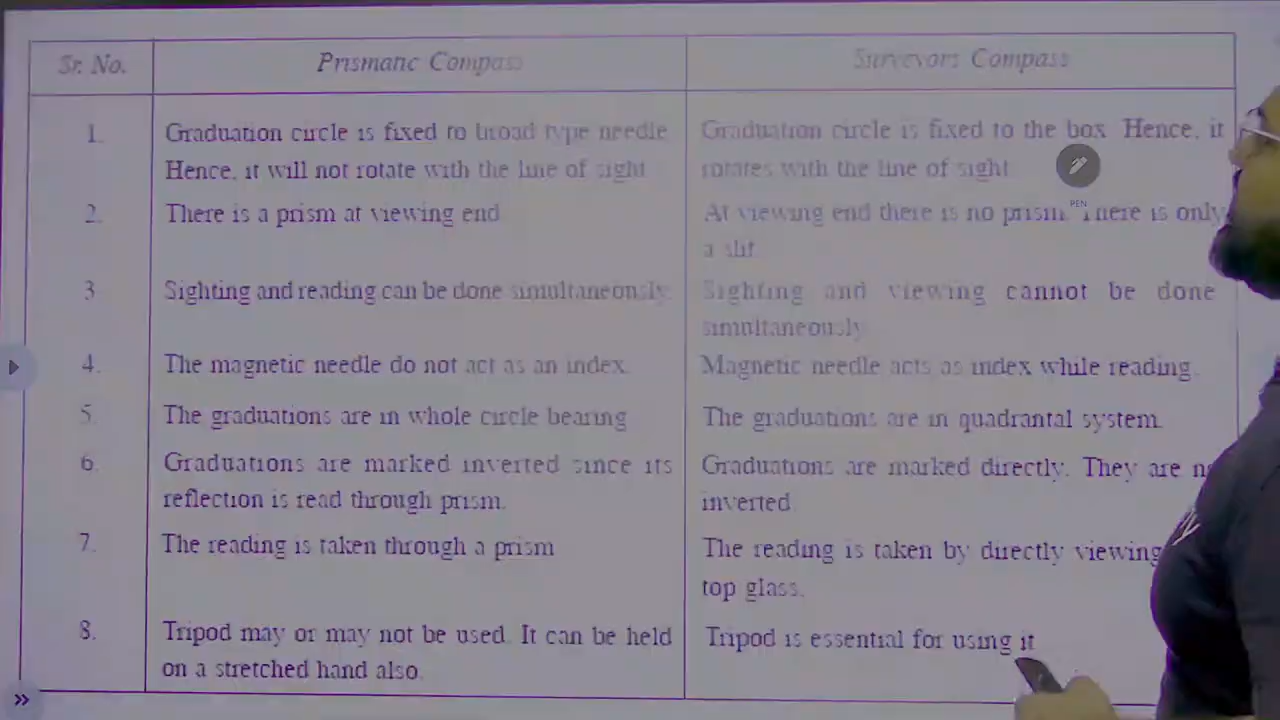 Sr. No. Prismatic Compass Surveyors Compass
1. Graduation circle is fixed to broad type needle Graduation circle is fixed to the box. Hence, it
Hence, it will not rotate with the line of sight rotates with the line of sight
2. There is a prism at viewing end At viewing end there is no prism. There is only
a slit
3 Sighting and reading can be done simultaneously Sighting and viewing cannot be done
simultaneously
4. The magnetic needle do not act as an index. Magnetic needle acts as index while reading.
5. The graduations are in whole circle bearing The graduations are in quadrantal system.
6. Graduations are marked inverted since its Graduations are marked directly. They are
reflection is read through prism. inverted
7. The reading is taken through a prism The reading is taken by directly viewing
top glass.
8. Tripod may or may not be used. It can be held Tripod is essential for using it
on a stretched hand also.
PEN